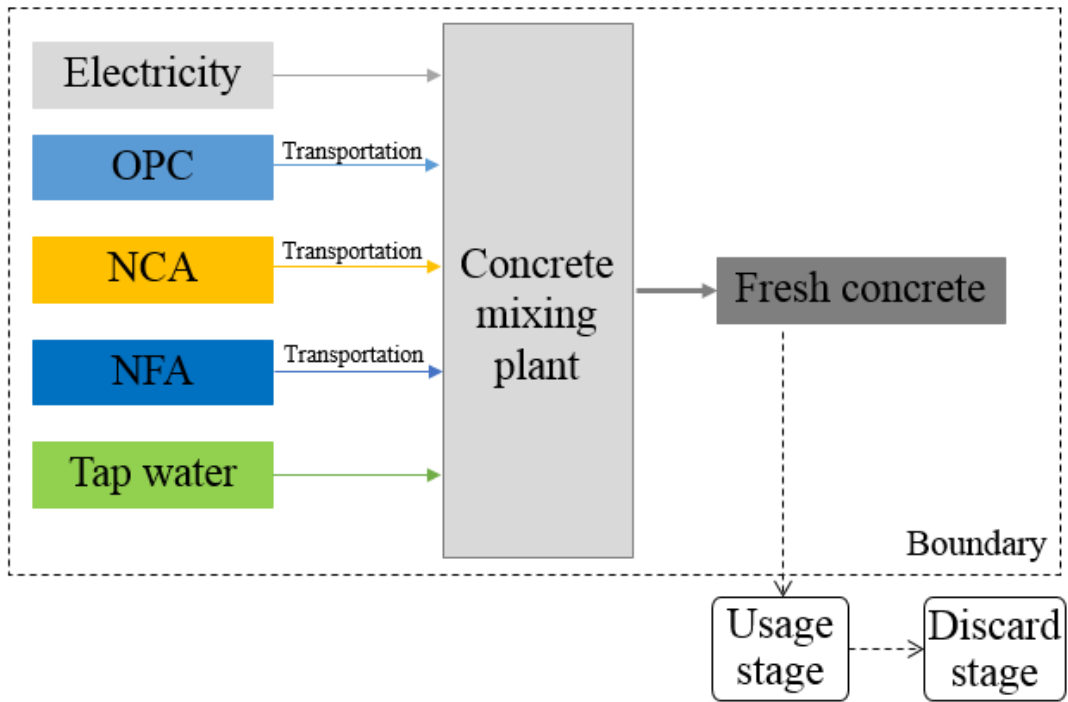 Electricity
OPC
Transportation
NCA
Transportation
NFA
Transportation
Tap water
Concrete
mixing
plant
Fresh concrete
Boundary
Usage
stage
Discard
stage